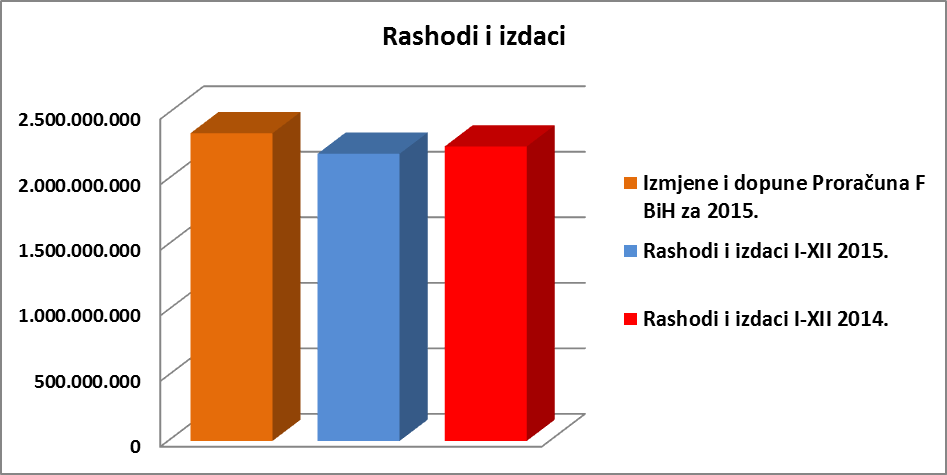 Rashodi i izdaci
2.500.000.000
2.000.000.000
1.500.000.000
1.000.000.000
500.000.000
0
Izmjene i dopune Proračuna F
BiH za 2015.
Rashodi i izdaci I-XII 2015.
Rashodi i izdaci I-XII 2014.